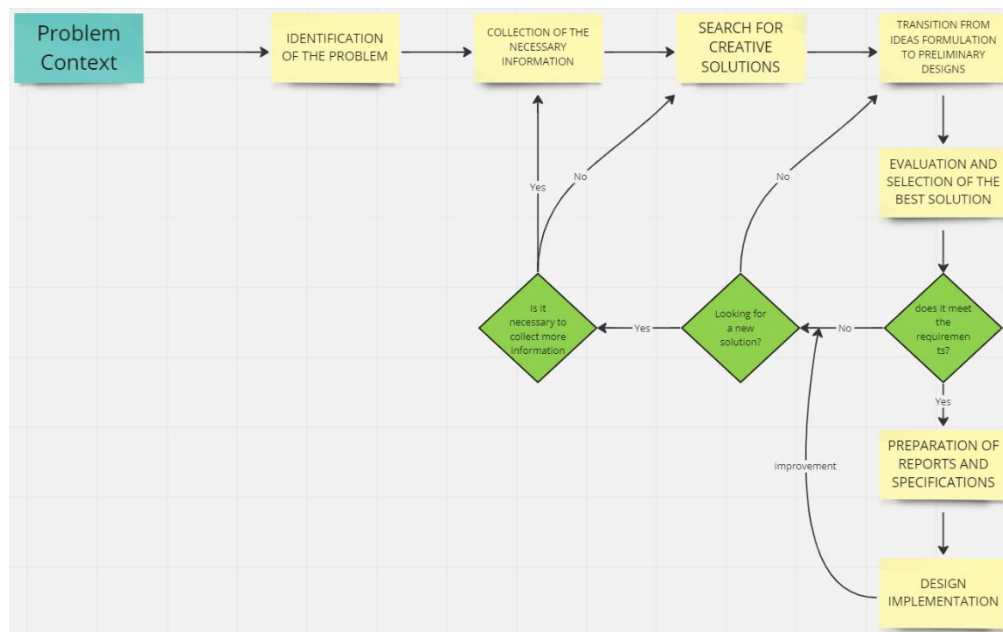 Problem
Context
IDENTIFICATION
OF THE PROBLEM
COLLECTION OF THE
NECESSARY
INFORMATION
SEARCH FOR
CREATIVE
SOLUTIONS
TRANSITION FROM
IDEAS FORMULATION
TO PRELIMINARY
DESIGNS
EVALUATION AND
SELECTION OF THE
BEST SOLUTION
Yes
No
No
Is it
necessary to
collect more
information
Yes
Looking for
a new
solution?
No
does it meet
the
requiremen
ts?
Yes
PREPARATION OF
REPORTS AND
SPECIFICATIONS
improvement
DESIGN
IMPLEMENTATION